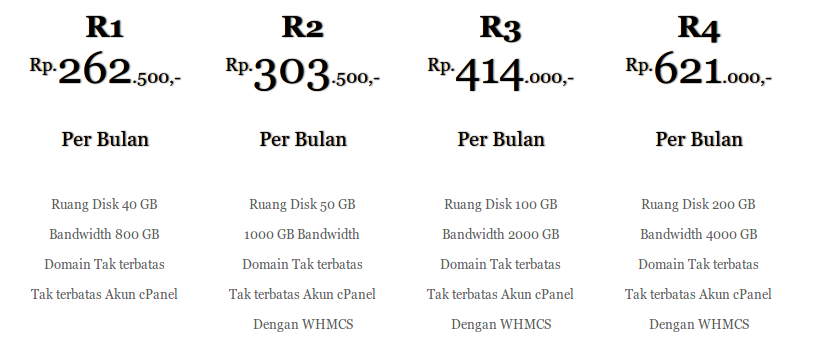 R1
Rp.262.500,-
Per Bulan
Ruang Disk 40 GB
Bandwidth 800 GB
Domain Tak terbatas
Tak terbatas Akun cPanel
R2
Rp.303.500,-
Per Bulan
Ruang Disk 50 GB
1000 GB Bandwidth
Domain Tak terbatas
Tak terbatas Akun cPanel
Dengan WHMCS
R3
Rp.414.000,-
Per Bulan
Ruang Disk 100 GB
Bandwidth 2000 GB
Domain Tak terbatas
Tak terbatas Akun cPanel
Dengan WHMCS
R4
Rp.621.000,-
Per Bulan
Ruang Disk 200 GB
Bandwidth 4000 GB
Domain Tak terbatas
Tak terbatas Akun cPanel
Dengan WHMCS